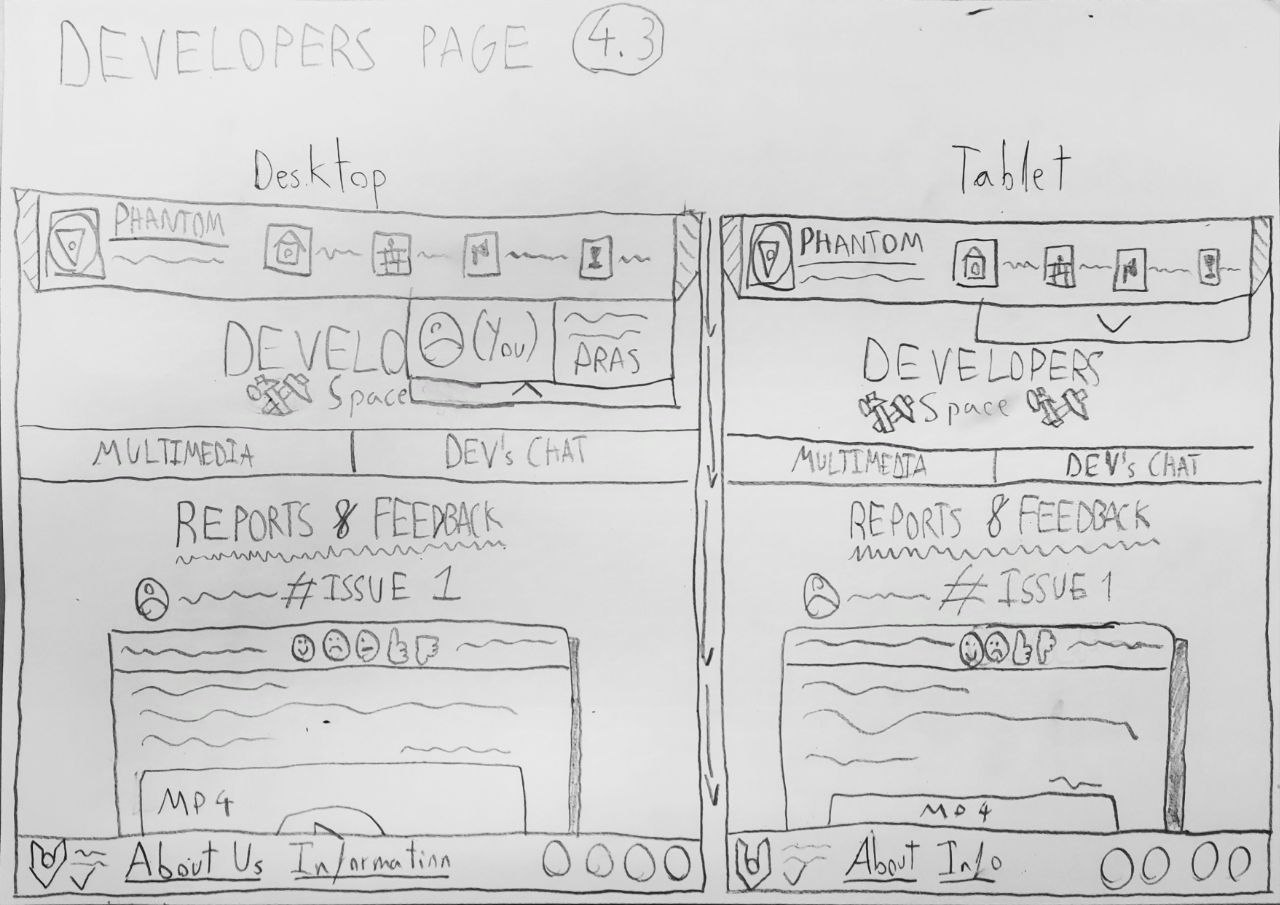 DEVELOPERS PAGE 4.3
Desktop
PHANTOM
DEVELO
(You)
ARAS
Space
MULTIMEDIA
DEV's CHAT
REPORTS & FEEDBACK
#ISSUE 1
MP4
About Us Information
Tablet
PHANTOM
DEVELOPERS
Space
MULTIMEDIA
DEV's CHAT
REPORTS & FEEDBACK
#ISSUE 1
MP4
About Info